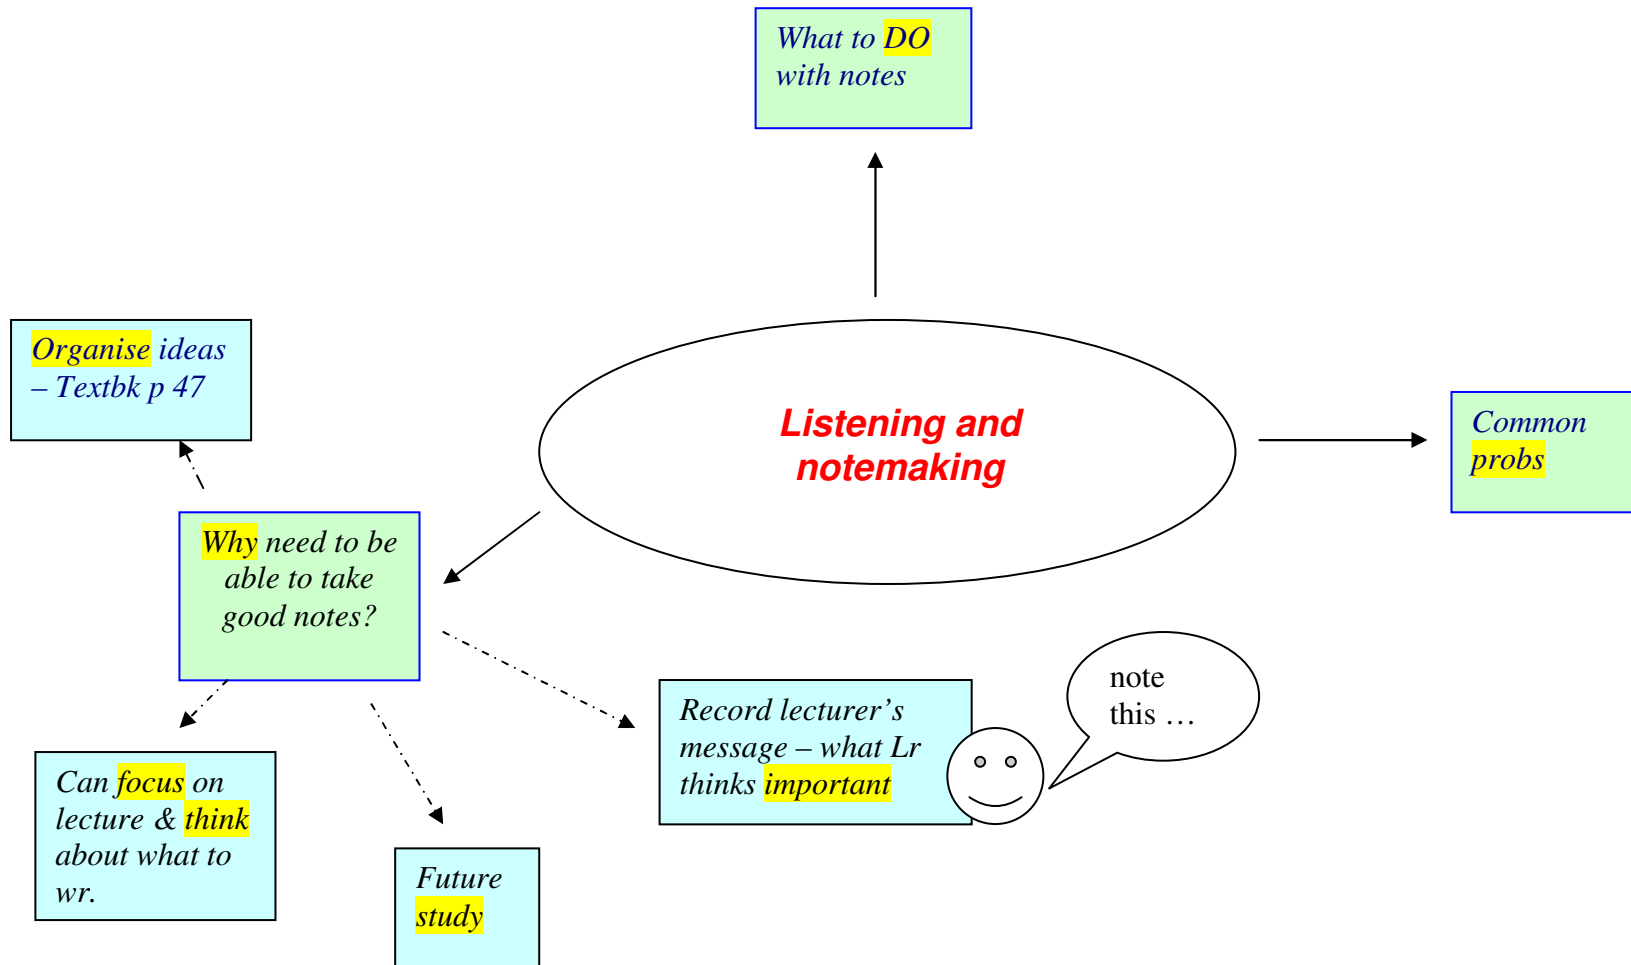 What to DO
with notes
Organise ideas
– Textbk p 47
Listening and
notemaking
Common
probs
Why need to be
able to take
good notes?
Record lecturer’s
message – what Lr
thinks important
note
this …
Can focus on
lecture & think
about what to
wr.
Future
study